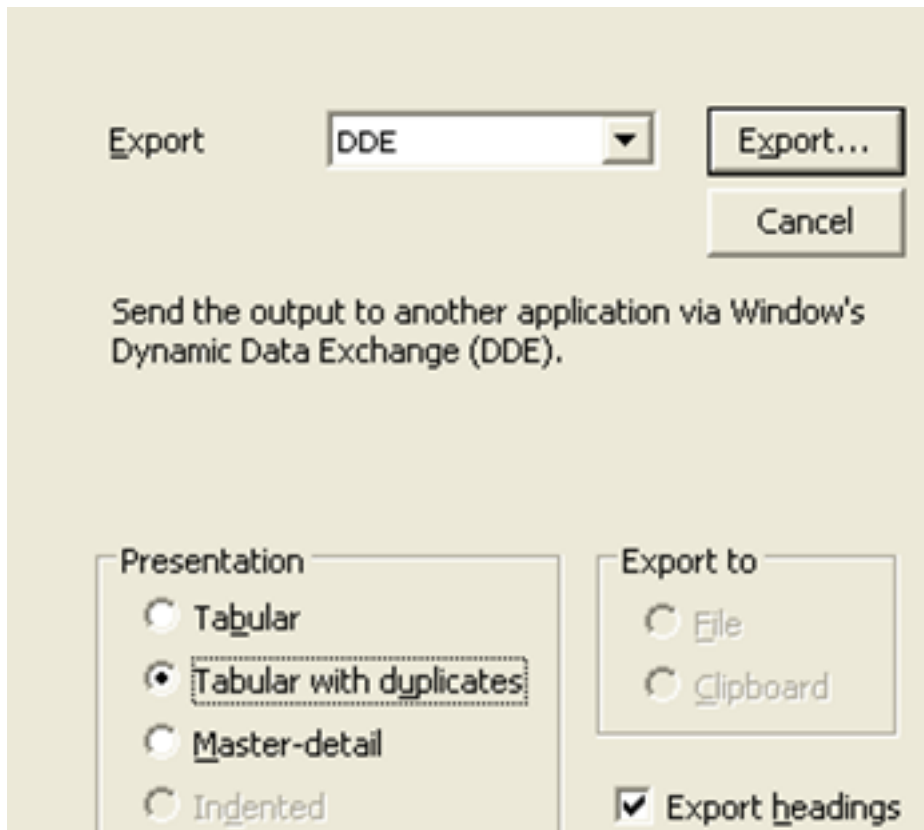 Export
DDE
Export...
Cancel
Send the output to another application via Window's
Dynamic Data Exchange (DDE).
Presentation
Tabular
Tabular with duplicates
Master-detail
Indented
Export to
File
Clipboard
Export headings